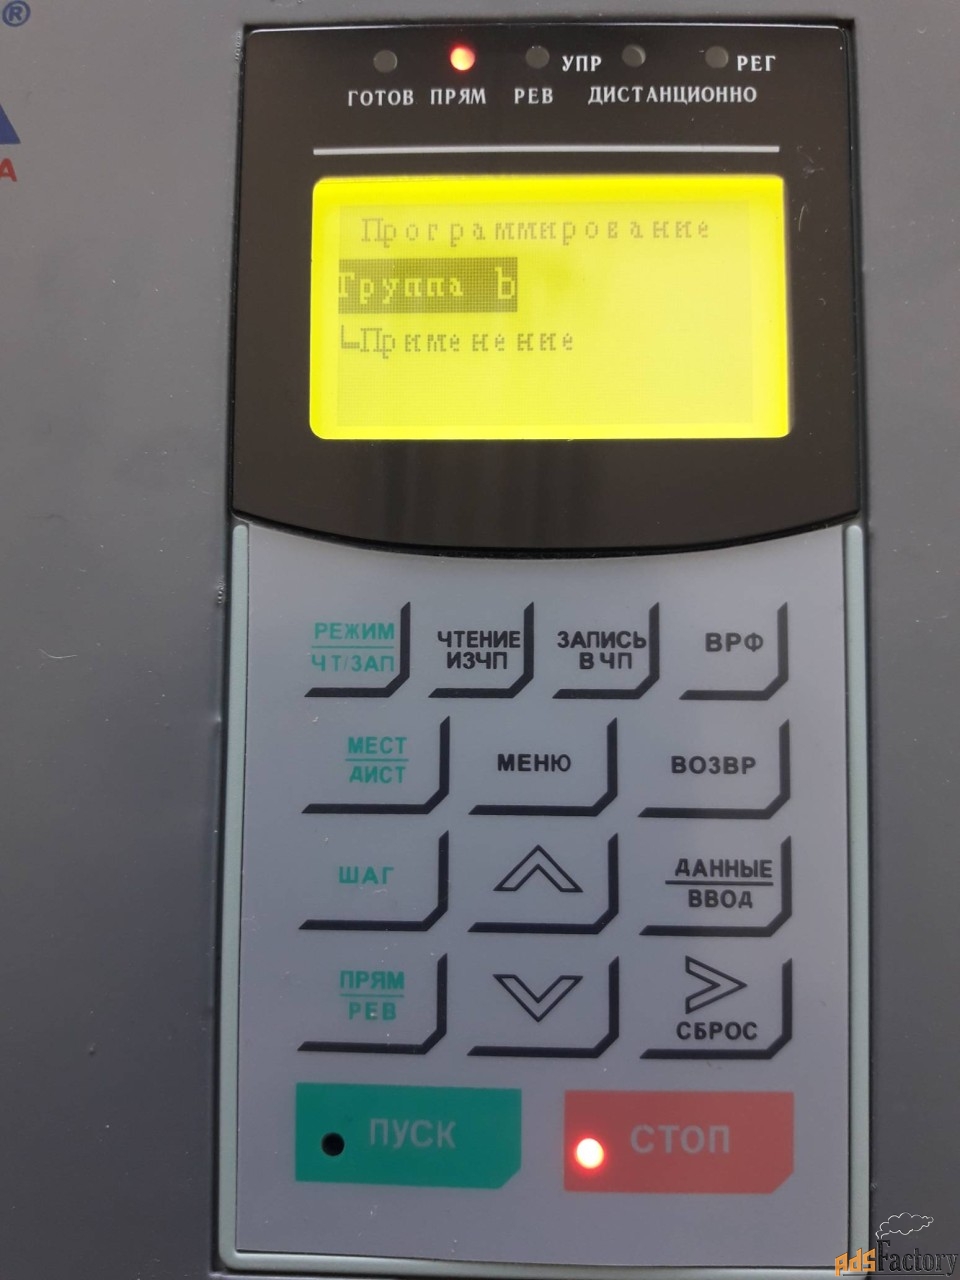 ®
А
УПР РЕГ
ГОТОВ ПРЯМ РЕВ ДИСТАНЦИОННО
Программирование
Группа b
Применение
РЕЖИМ
ЧТ/ЗАП
ЧТЕНИЕ
ИЗЧП
ЗАПИСЬ
В ЧП
ВРФ
МЕСТ
ДИСТ
МЕНЮ
ВОЗВР
ШАГ
ДАННЫЕ
ВВОД
ПРЯМ
РЕВ
СБРОС
ПУСК
СТОП
adsFactory